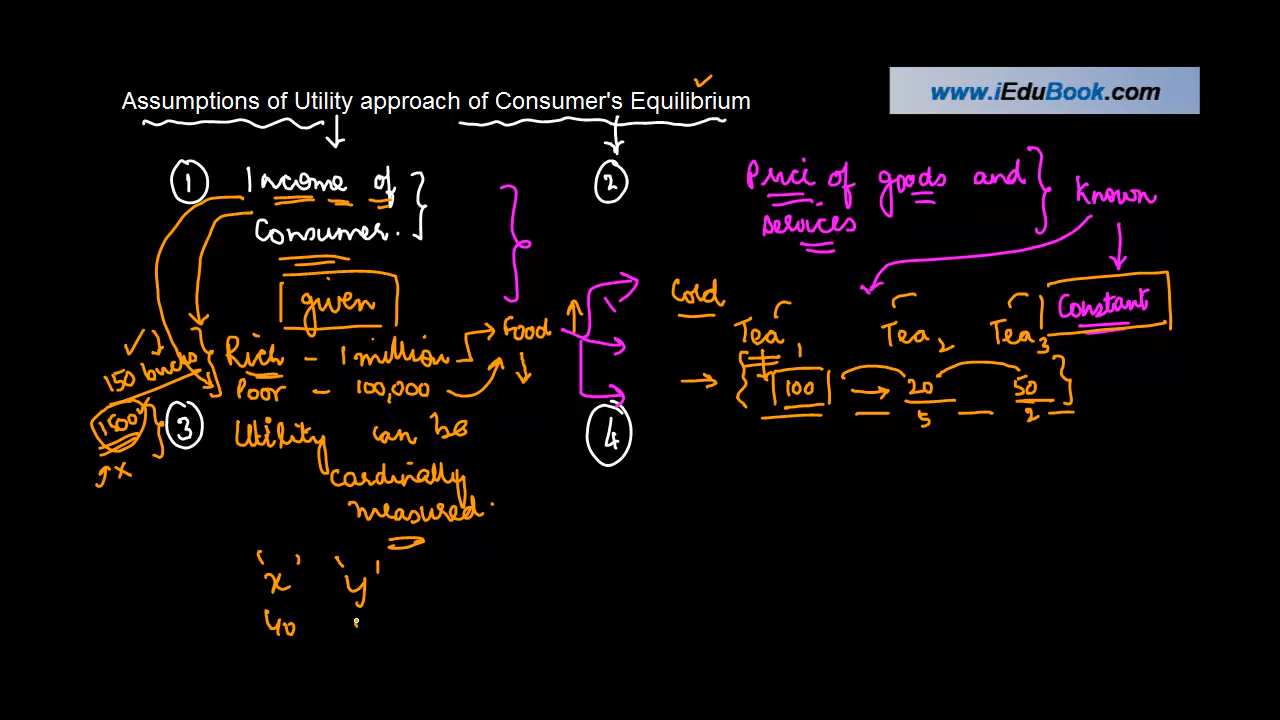 Assumptions of Utility approach of Consumer's Equilibrium
www.iEduBook.com
1 Income of
Consumer.
given
Rich - 1 million
Poor - 100,000
Food
150 bucks
1500
x
2
Price of goods and
services
Known
Constant
Cold
Tea 1
Tea 2
Tea 3
100
20
50
5
2
3 Utility can be
cardinally
measured.
'x' 'y'
40
4